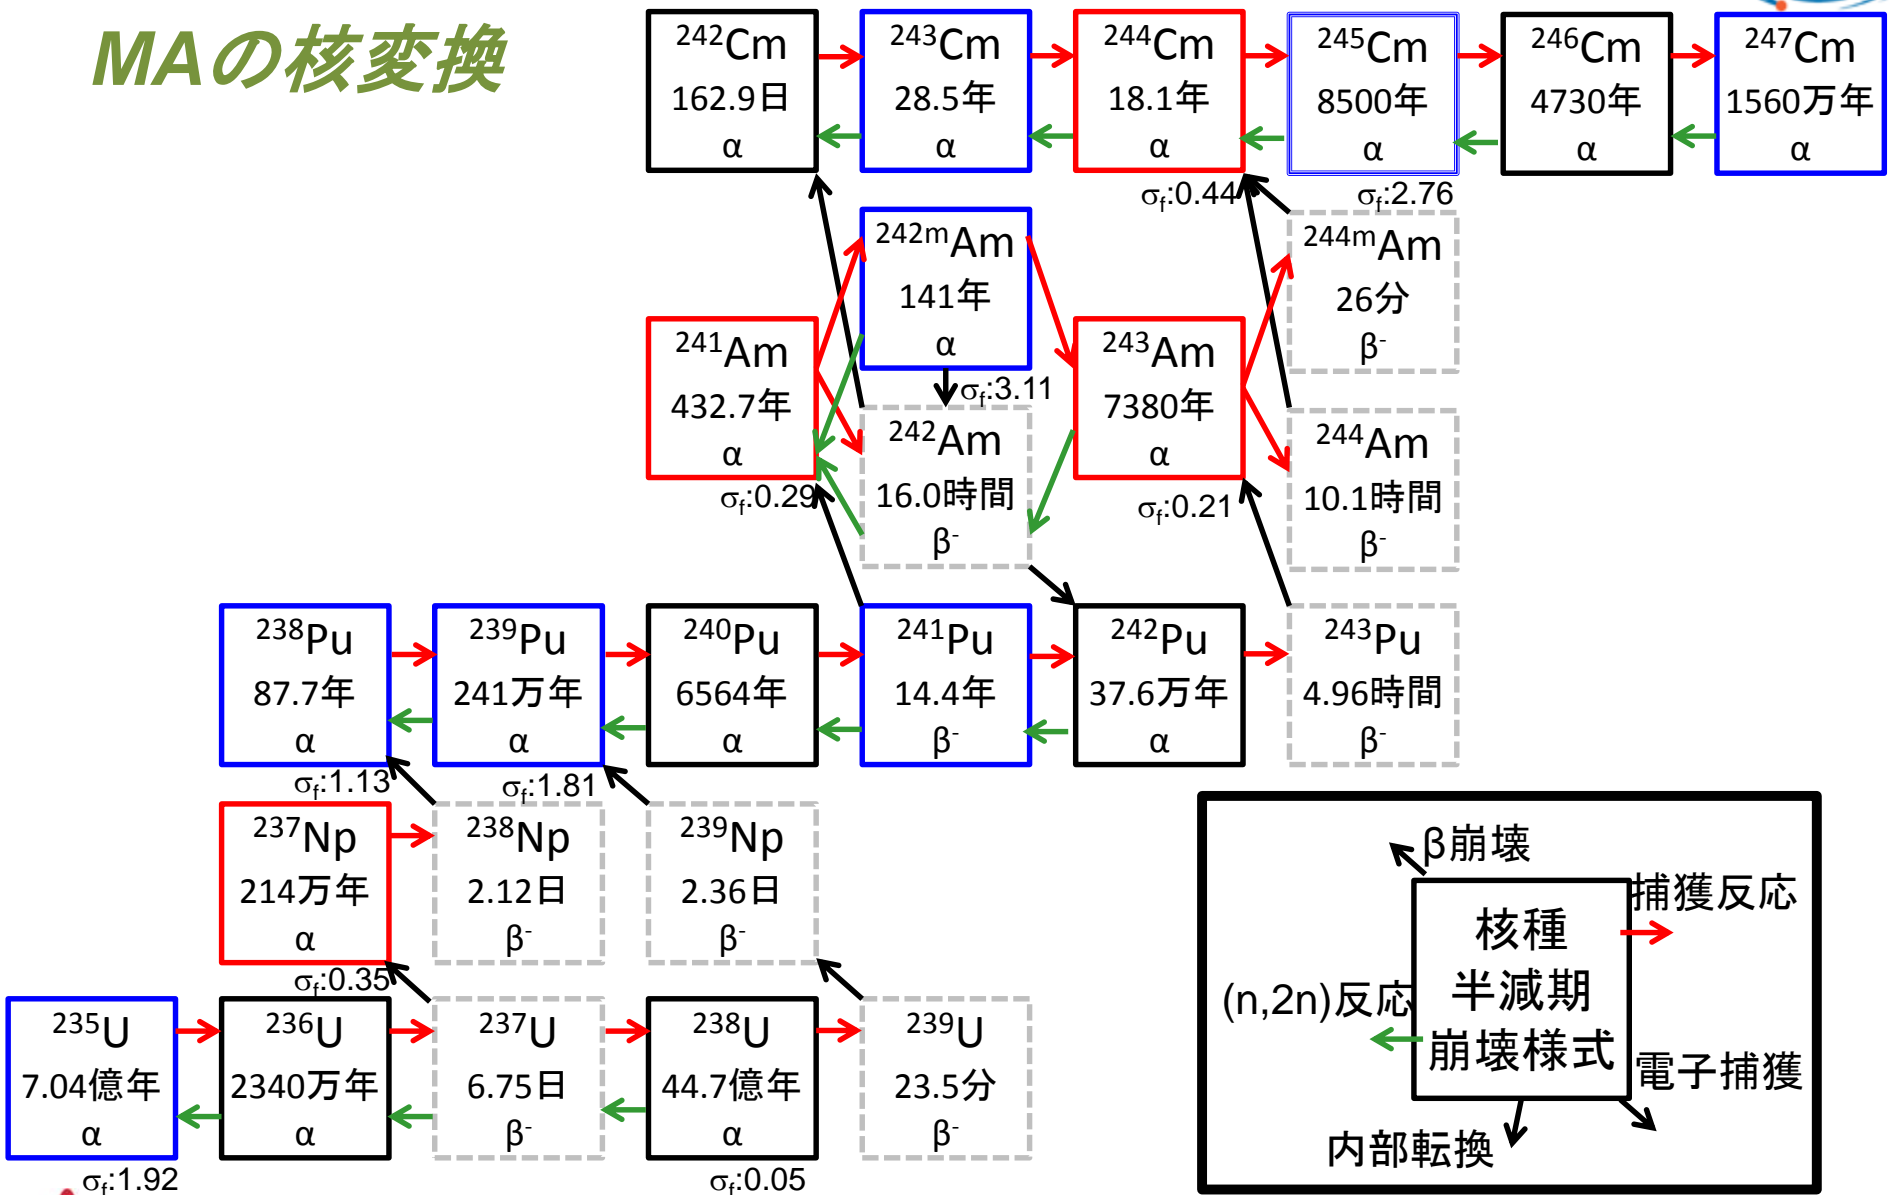 MAの核変換
²⁴²Cm
162.9日
α
²⁴³Cm
28.5年
α
²⁴⁴Cm
18.1年
α
σf:0.44
²⁴⁵Cm
8500年
α
σf:2.76
²⁴⁶Cm
4730年
α
²⁴⁷Cm
1560万年
α
²⁴¹Am
432.7年
α
σf:0.29
²⁴²ᵐAm
141年
α
σf:3.11
²⁴²Am
16.0時間
β⁻
²⁴³Am
7380年
α
σf:0.21
²⁴⁴ᵐAm
26分
β⁻
²⁴⁴Am
10.1時間
β⁻
²³⁸Pu
87.7年
α
σf:1.13
²³⁹Pu
241万年
α
σf:1.81
²⁴⁰Pu
6564年
α
²⁴¹Pu
14.4年
β⁻
²⁴²Pu
37.6万年
α
²⁴³Pu
4.96時間
β⁻
²³⁷Np
214万年
α
σf:0.35
²³⁸Np
2.12日
β⁻
²³⁹Np
2.36日
β⁻
²³⁵U
7.04億年
α
σf:1.92
²³⁶U
2340万年
α
²³⁷U
6.75日
β⁻
²³⁸U
44.7億年
α
σf:0.05
²³⁹U
23.5分
β⁻
β崩壊
捕獲反応
核種
半減期
崩壊様式
(n,2n)反応
電子捕獲
内部転換